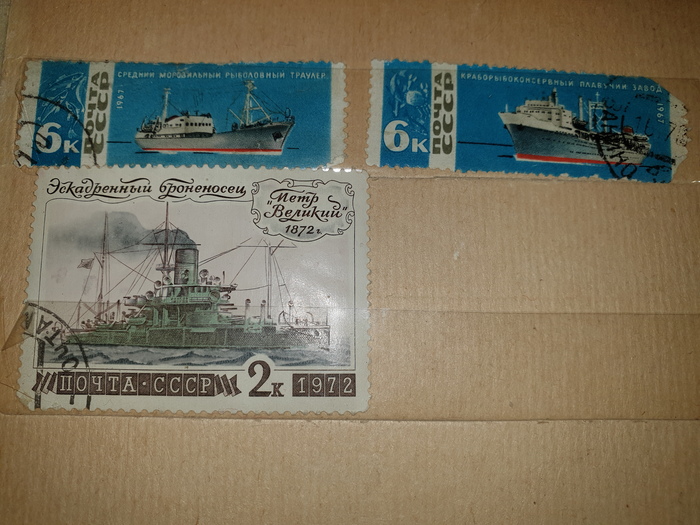 СРЕДНИЙ МОРОЗИЛЬНЫЙ РЫБОЛОВНЫЙ ТРАУЛЕР
1967
ПОЧТА
СССР
6к
КРАБОРЫБОКОНСЕРВНЫЙ ПЛАВУЧИЙ ЗАВОД
1967
ПОЧТА
СССР
6к
Эскадренный броненосец
"Петр
Великий"
1872г.
ПОЧТА·СССР
2к
1972